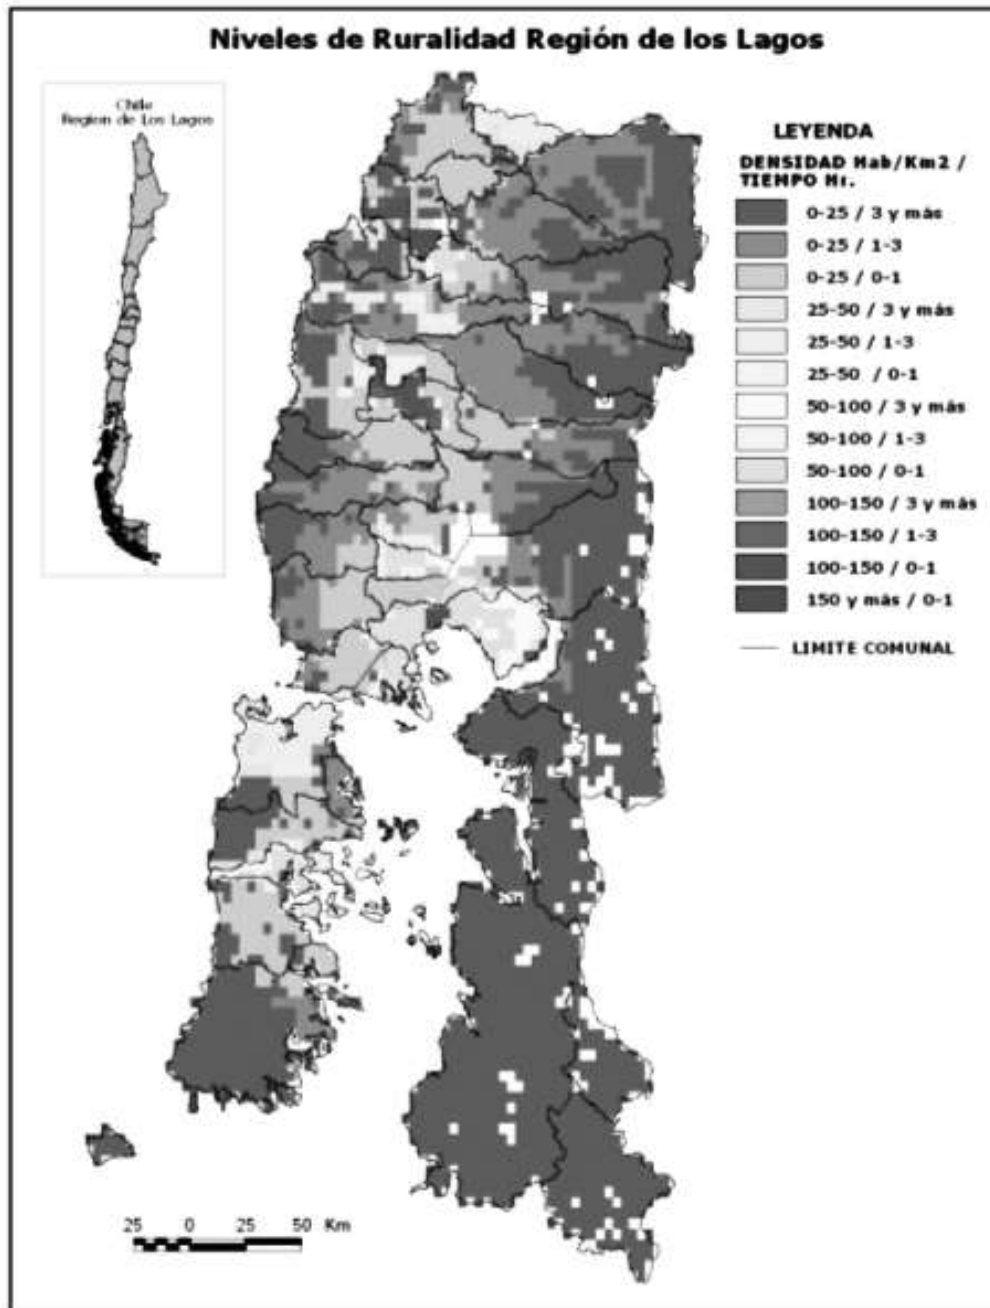 Niveles de Ruralidad Región de los Lagos
Chile
Region de Los Lagos
LEYENDA
DENSIDAD Hab/Km2 /
TIEMPO Hr.
0-25 / 3 y más
0-25 / 1-3
0-25 / 0-1
25-50 / 3 y más
25-50 / 1-3
25-50 / 0-1
50-100 / 3 y más
50-100 / 1-3
50-100 / 0-1
100-150 / 3 y más
100-150 / 1-3
100-150 / 0-1
150 y más / 0-1
LIMITE COMUNAL
25 0 25 50 Km